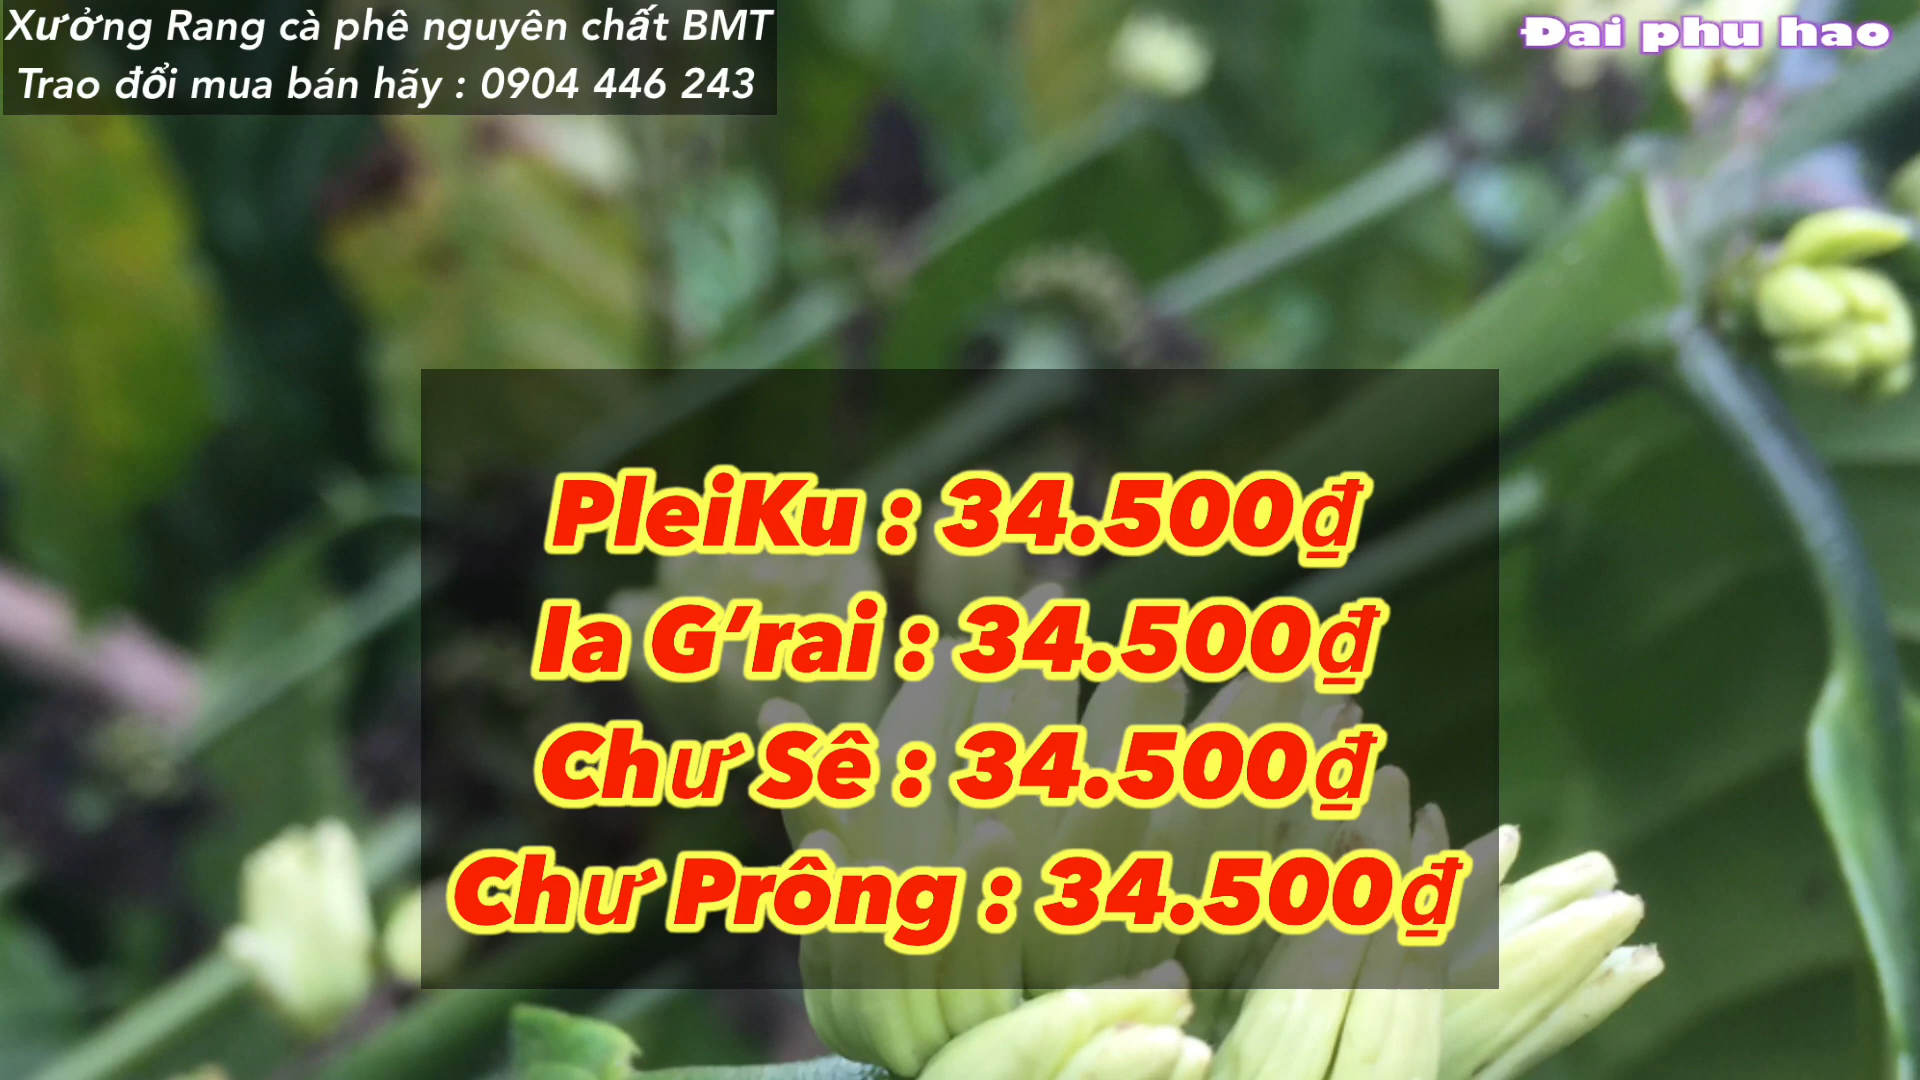 Xưởng Rang cà phê nguyên chất BMT
Trao đổi mua bán hãy : 0904 446 243
Đai phu hao
PleiKu : 34.500₫
Ia G’rai : 34.500₫
Chư Sê : 34.500₫
Chư Prông : 34.500₫